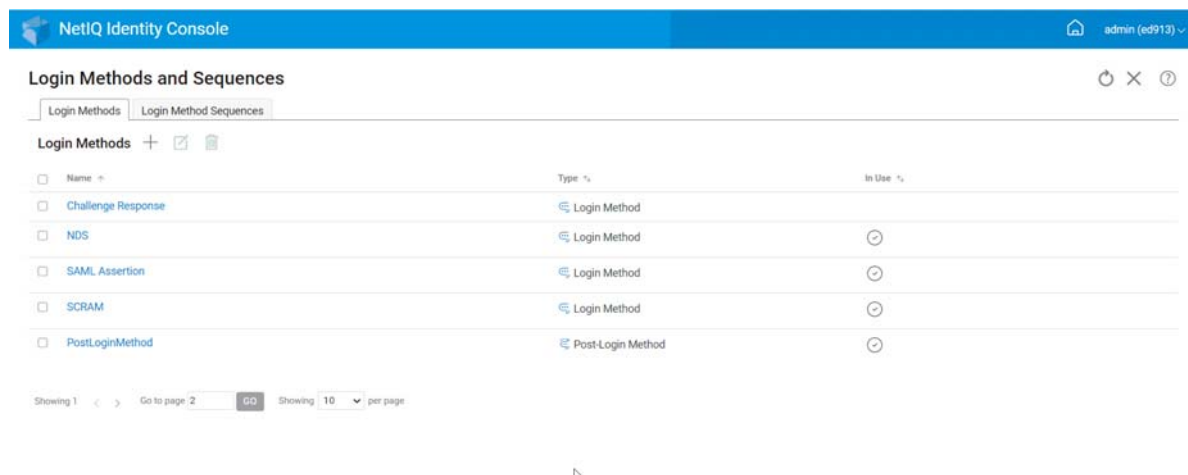 NetIQ Identity Console
admin (ed913)
Login Methods and Sequences
Login Methods Login Method Sequences
Login Methods
Name Type In Use
Challenge Response Login Method
NDS Login Method
SAML Assertion Login Method
SCRAM Login Method
PostLoginMethod Post-Login Method
Showing 1 Go to page 2 GO Showing 10 per page